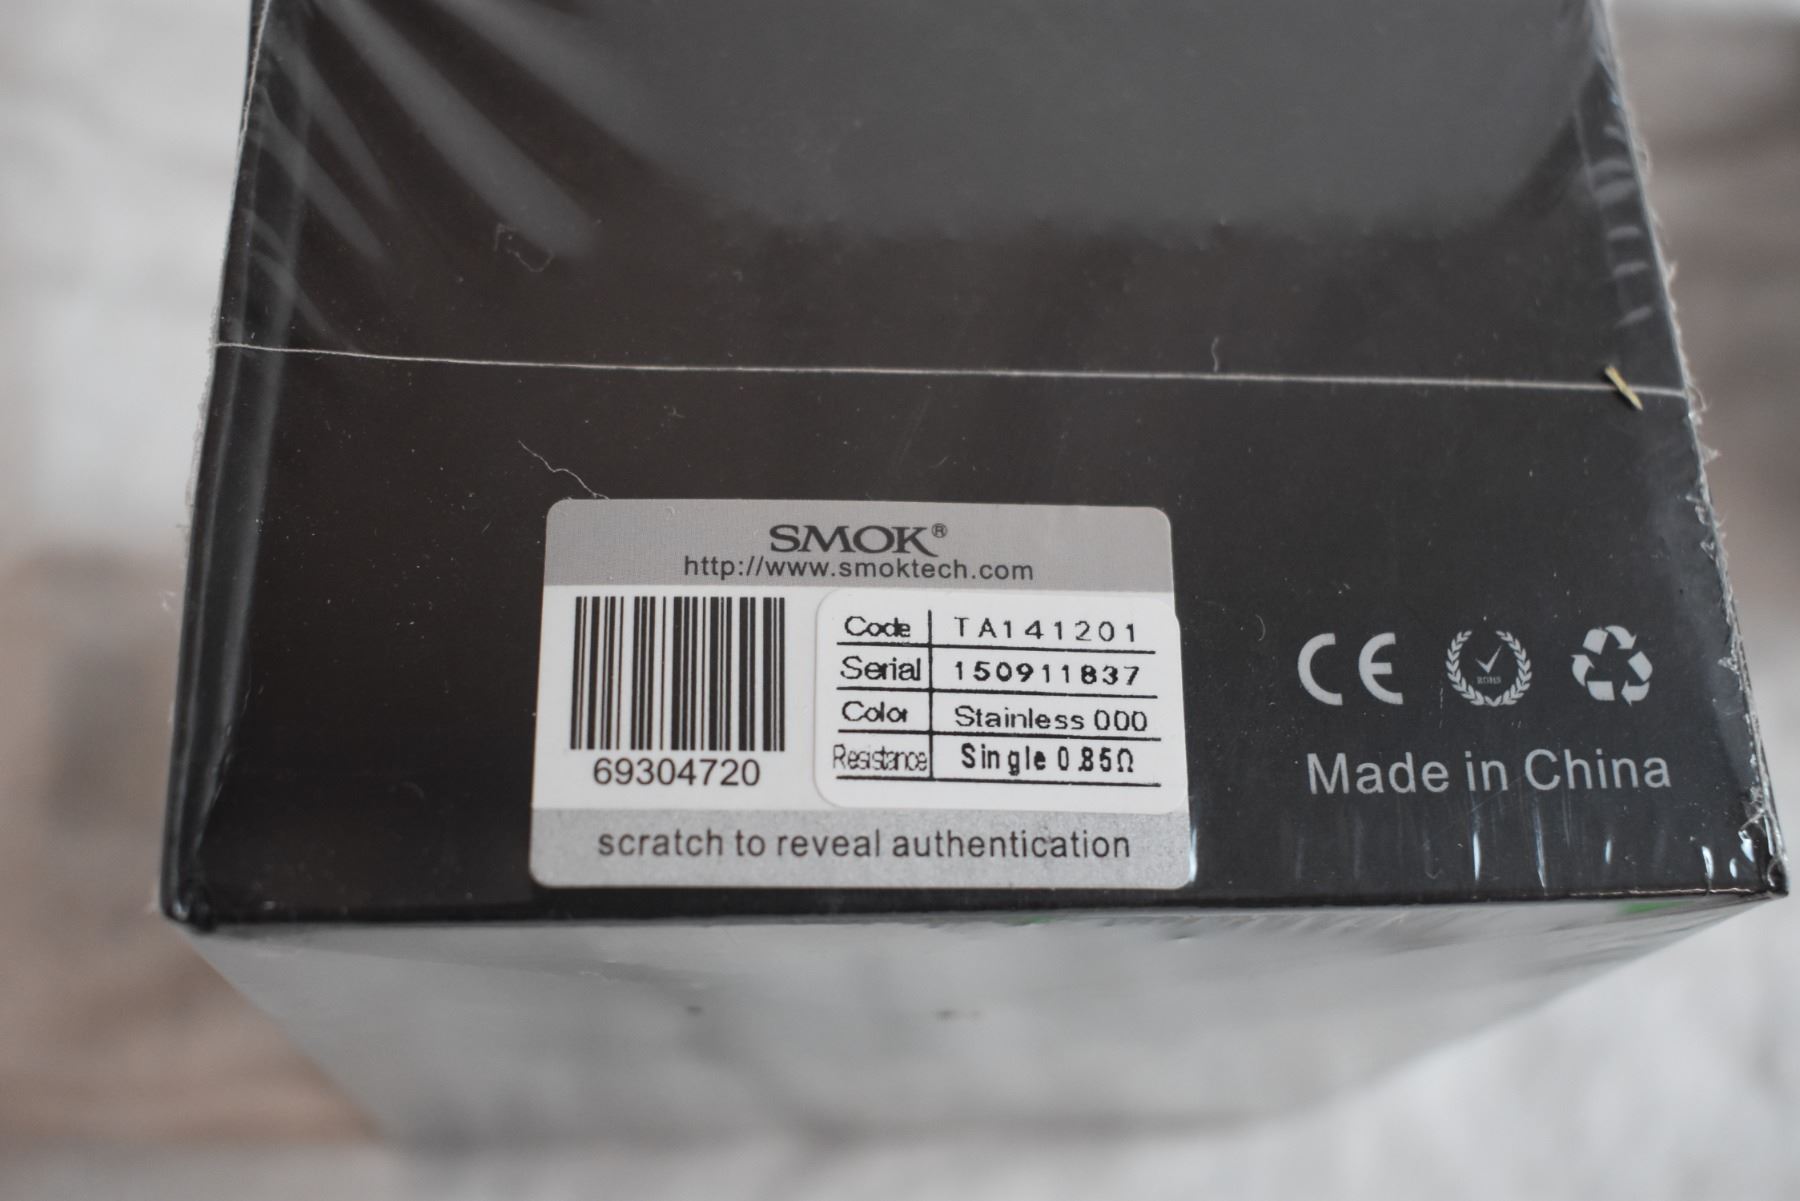 SMOK®
http://www.smoktech.com
Code TA141201
Serial 150911837
Color Stainless 000
Resistance Single 0.85Ω
69304720
scratch to reveal authentication
CE
ROHS
Made in China